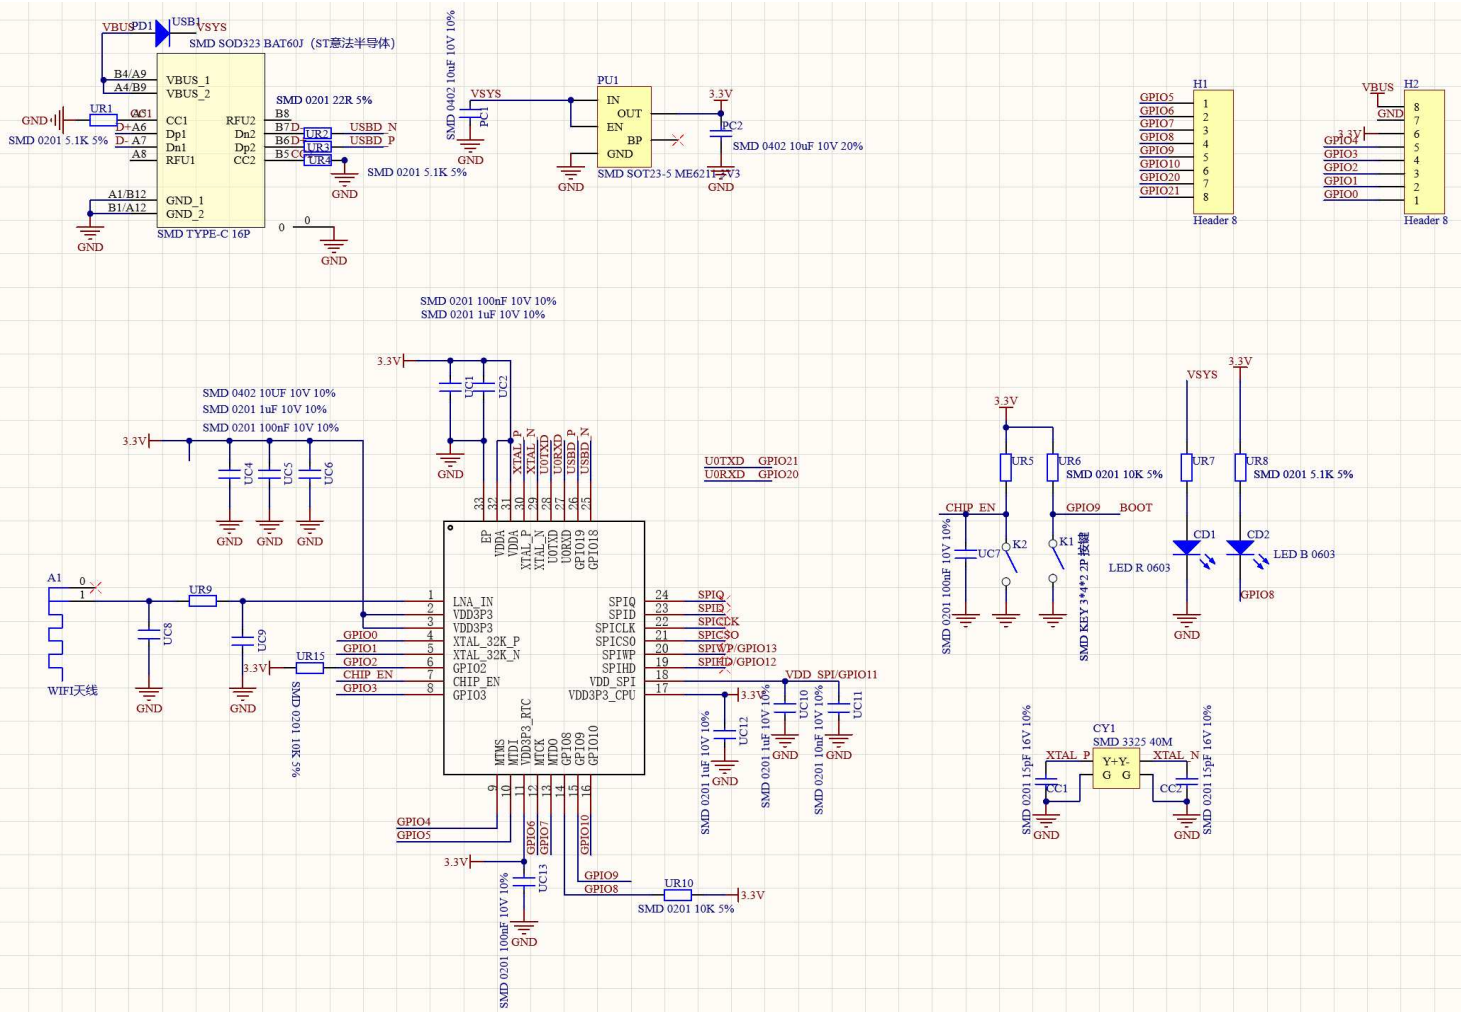 VBUS
PD1
USB1
VSYS
SMD SOD323 BAT60J（ST意法半导体）
B4/A9
A4/B9
VBUS_1
VBUS_2
GND
UR1
A5
CC1
RFU2
B8
SMD 0201 22R 5%
D+
A6
Dp1
Dn2
B7
D-
UR2
USBD_N
SMD 0201 5.1K 5%
D-
A7
Dn1
Dp2
B6
UR3
USBD_P
A8
RFU1
CC2
B5
UR4
SMD 0201 5.1K 5%
GND
A1/B12
GND_1
B1/A12
GND_2
GND
SMD TYPE-C 16P
0
0
GND
SMD 0402 10uF 10V 10%
VSYS
PC1
GND
PU1
IN
OUT
EN
BP
GND
GND
SMD SOT23-5 ME6211 3V3
3.3V
PC2
SMD 0402 10uF 10V 20%
GND
H1
GPIO5
1
GPIO6
2
GPIO7
3
GPIO8
4
GPIO9
5
GPIO10
6
GPIO20
7
GPIO21
8
Header 8
H2
VBUS
8
GND
7
3.3V
6
GPIO4
5
GPIO3
4
GPIO2
3
GPIO1
2
GPIO0
1
Header 8
SMD 0201 100nF 10V 10%
SMD 0201 1uF 10V 10%
3.3V
UC1
UC2
GND
SMD 0402 10UF 10V 10%
SMD 0201 1uF 10V 10%
SMD 0201 100nF 10V 10%
3.3V
UC4
UC5
UC6
GND
GND
GND
XTAL_P
XTAL_N
U0TXD
U0RXD
USBD_P
USBD_N
33
32
31
30
29
28
27
26
25
EP
VDDA
VDDA
XTAL_P
XTAL_N
U0TXD
U0RXD
GPIO19
GPIO18
U0TXD GPIO21
U0RXD GPIO20
A1
0
1
WIFI天线
UR9
UC8
UC9
GND
GND
3.3V
UR15
SMD 0201 10K 5%
1
LNA_IN
2
VDD3P3
3
VDD3P3
GPIO0
4
XTAL_32K_P
GPIO1
5
XTAL_32K_N
GPIO2
6
GPIO2
CHIP_EN
7
CHIP_EN
GPIO3
8
GPIO3
SPIQ
24
SPIQ
SPID
23
SPID
SPICLK
22
SPICLK
SPICSO
21
SPICSO
SPIWP
20
SPIWP/GPIO13
SPIHD
19
SPIHD/GPIO12
VDD_SPI
18
VDD_SPI/GPIO11
VDD3P3_CPU
17
3.3V
MTMS
MTDI
VDD3P3_RTC
MTCK
MTDO
GPIO8
GPIO9
GPIO10
9
10
11
12
13
14
15
16
GPIO4
GPIO5
GPIO6
GPIO7
GPIO10
3.3V
UC13
GND
SMD 0201 100nF 10V 10%
GPIO9
GPIO8
UR10
SMD 0201 10K 5%
3.3V
UC12
GND
SMD 0201 1uF 10V 10%
UC10
GND
SMD 0201 1uF 10V 10%
UC11
GND
SMD 0201 10nF 10V 10%
3.3V
UR5
UR6
SMD 0201 10K 5%
CHIP_EN
GPIO9
BOOT
UC7
K2
K1
SMD 0201 100nF 10V 10%
SMD KEY 3*4*2 2P 按键
VSYS
3.3V
UR7
UR8
SMD 0201 5.1K 5%
CD1
CD2
LED R 0603
LED B 0603
GPIO8
GND
CY1
SMD 3325 40M
XTAL_P
XTAL_N
Y+
Y-
G
G
CC1
CC2
SMD 0201 15pF 16V 10%
SMD 0201 15pF 16V 10%
GND
GND